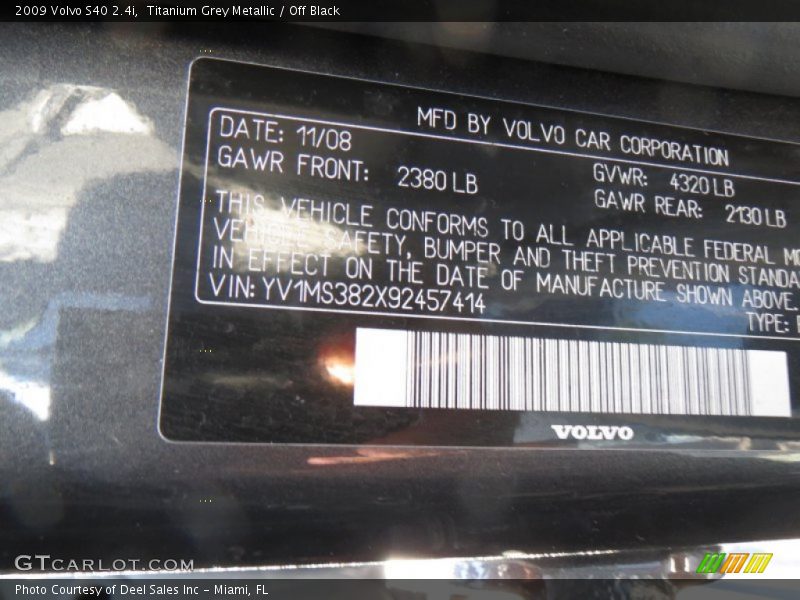 2009 Volvo S40 2.4i,  Titanium Grey Metallic / Off Black
MFD BY VOLVO CAR CORPORATION
DATE: 11/08
GVWR: 4320 LB
GAWR FRONT: 2380 LB
GAWR REAR: 2130 LB
THIS VEHICLE CONFORMS TO ALL APPLICABLE FEDERAL
VEHICLE SAFETY, BUMPER AND THEFT PREVENTION
IN EFFECT ON THE DATE OF MANUFACTURE SHOWN ABOVE.
VIN: YV1MS382X92457414
TYPE:
VOLVO
GTCARLOT.COM
Photo Courtesy of Deel Sales Inc – Miami, FL